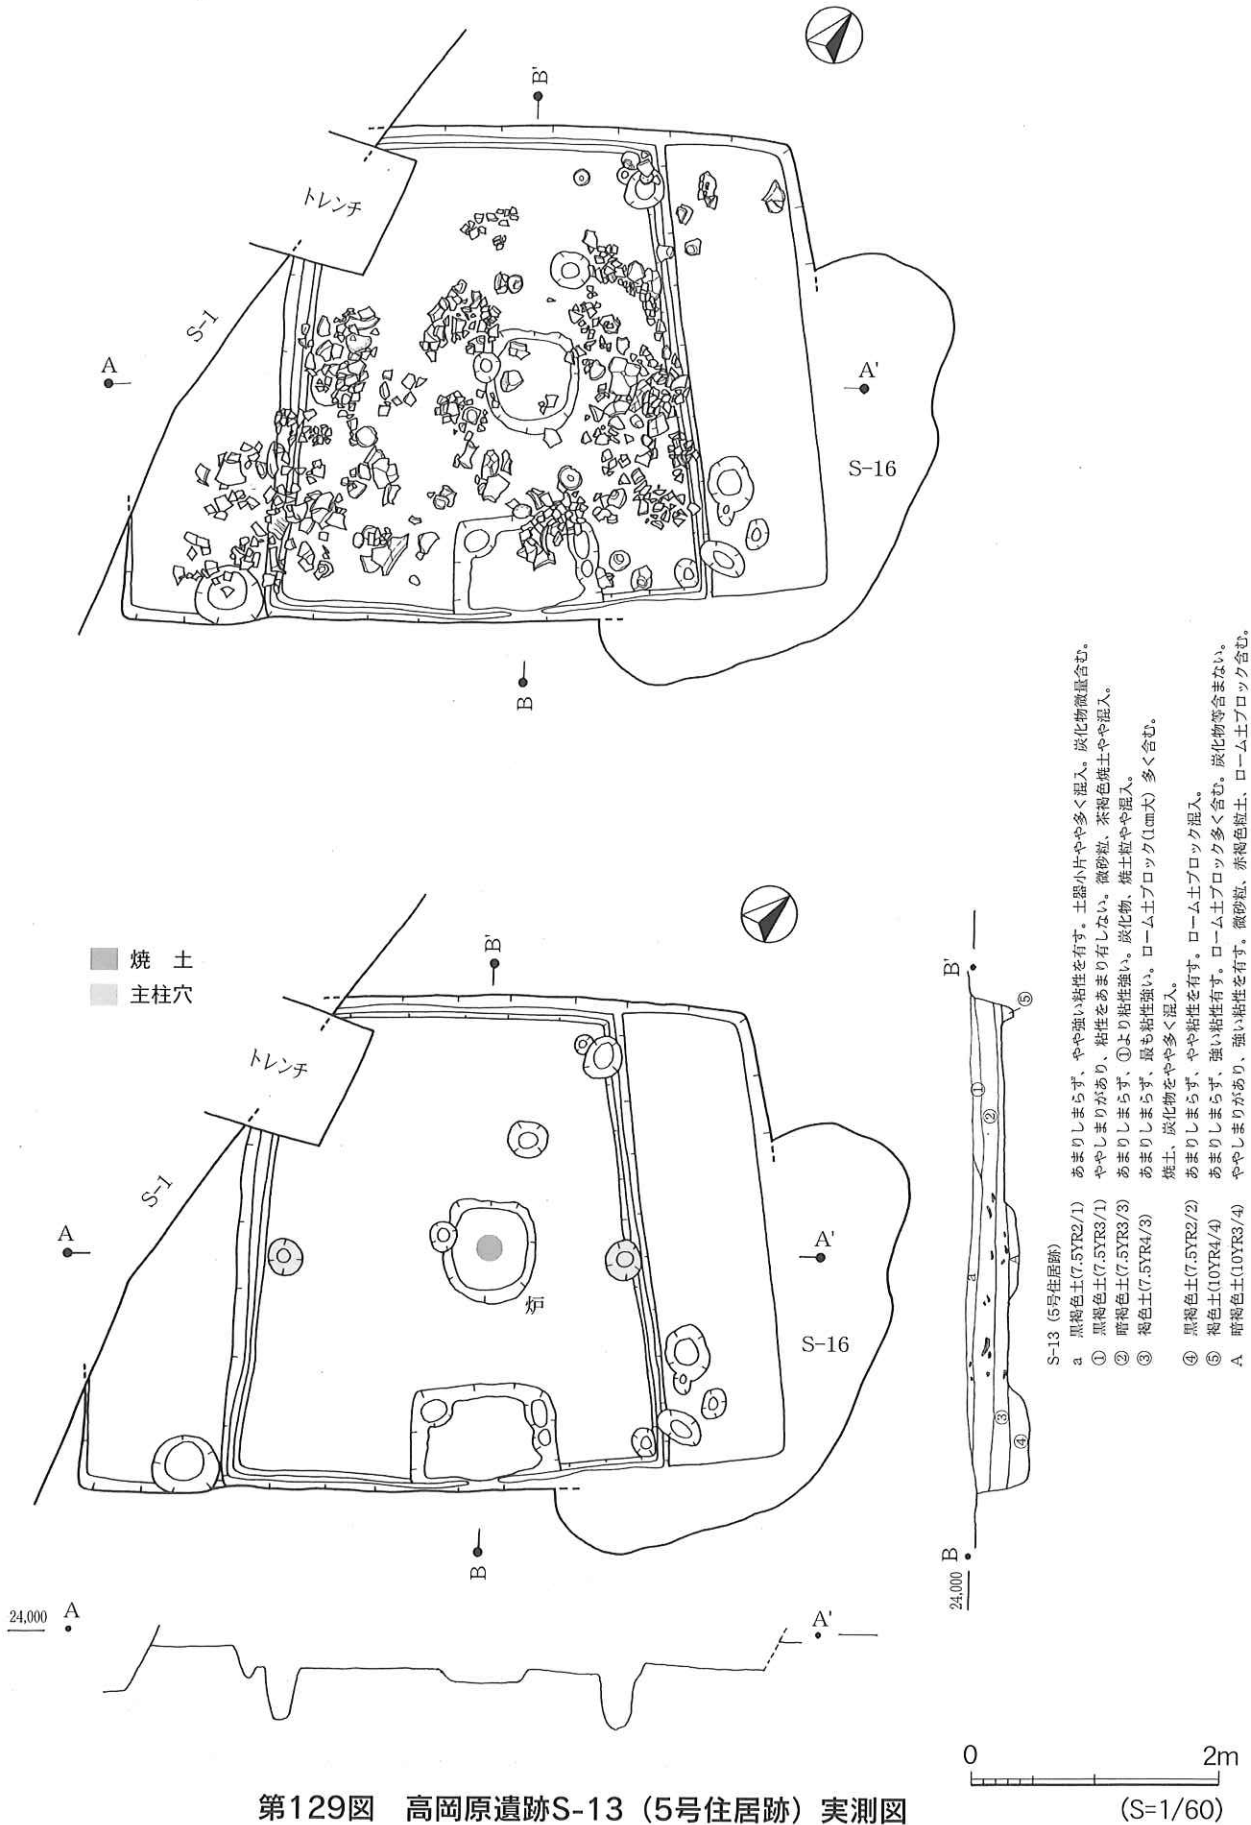 B'
トレンチ
S-1
A
A'
S-16
B
焼 土
主柱穴
B'
トレンチ
S-1
A
A'
炉
S-16
B
24,000 A
A'
B'
⑤
①
②
a
A
③
④
B
24,000
S-13 (5号住居跡)
a 黒褐色土(7.5YR2/1) あまりしまらず、やや強い粘性を有す。土器小片やや多く混入。炭化物微量含む。
① 黒褐色土(7.5YR3/1) ややしまりがあり、粘性をあまり有しない。微砂粒、茶褐色焼土やや混入。
② 暗褐色土(7.5YR3/3) あまりしまらず、①より粘性強い。炭化物、焼土粒やや混入。
③ 褐色土(7.5YR4/3) あまりしまらず、最も粘性強い。ローム土ブロック(1cm大)多く含む。
焼土、炭化物をやや多く混入。
④ 黒褐色土(7.5YR2/2) あまりしまらず、やや粘性を有す。ローム土ブロック混入。
⑤ 褐色土(10YR4/4) あまりしまらず、強い粘性有す。ローム土ブロック多く含む。炭化物等含まない。
A 暗褐色土(10YR3/4) ややしまりがあり、強い粘性を有す。微砂粒、赤褐色粒土、ローム土ブロック含む。
0 2m
(S=1/60)
第129図 高岡原遺跡S-13(5号住居跡)実測図